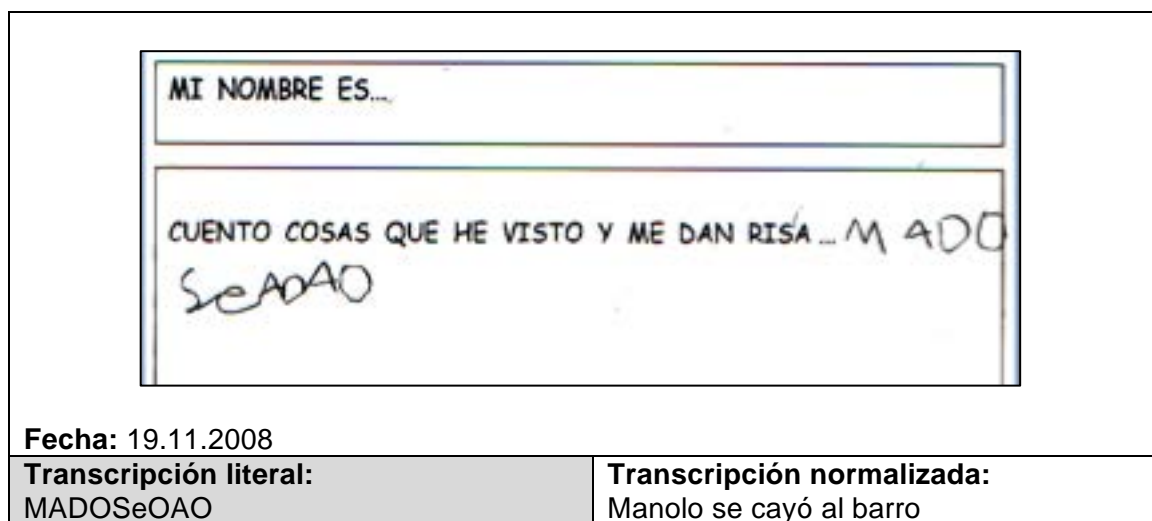 MI NOMBRE ES...
CUENTO COSAS QUE HE VISTO Y ME DAN RISA... MADO
SeADAO
Fecha: 19.11.2008
Transcripción literal:
MADOSeOAO
Transcripción normalizada:
Manolo se cayó al barro